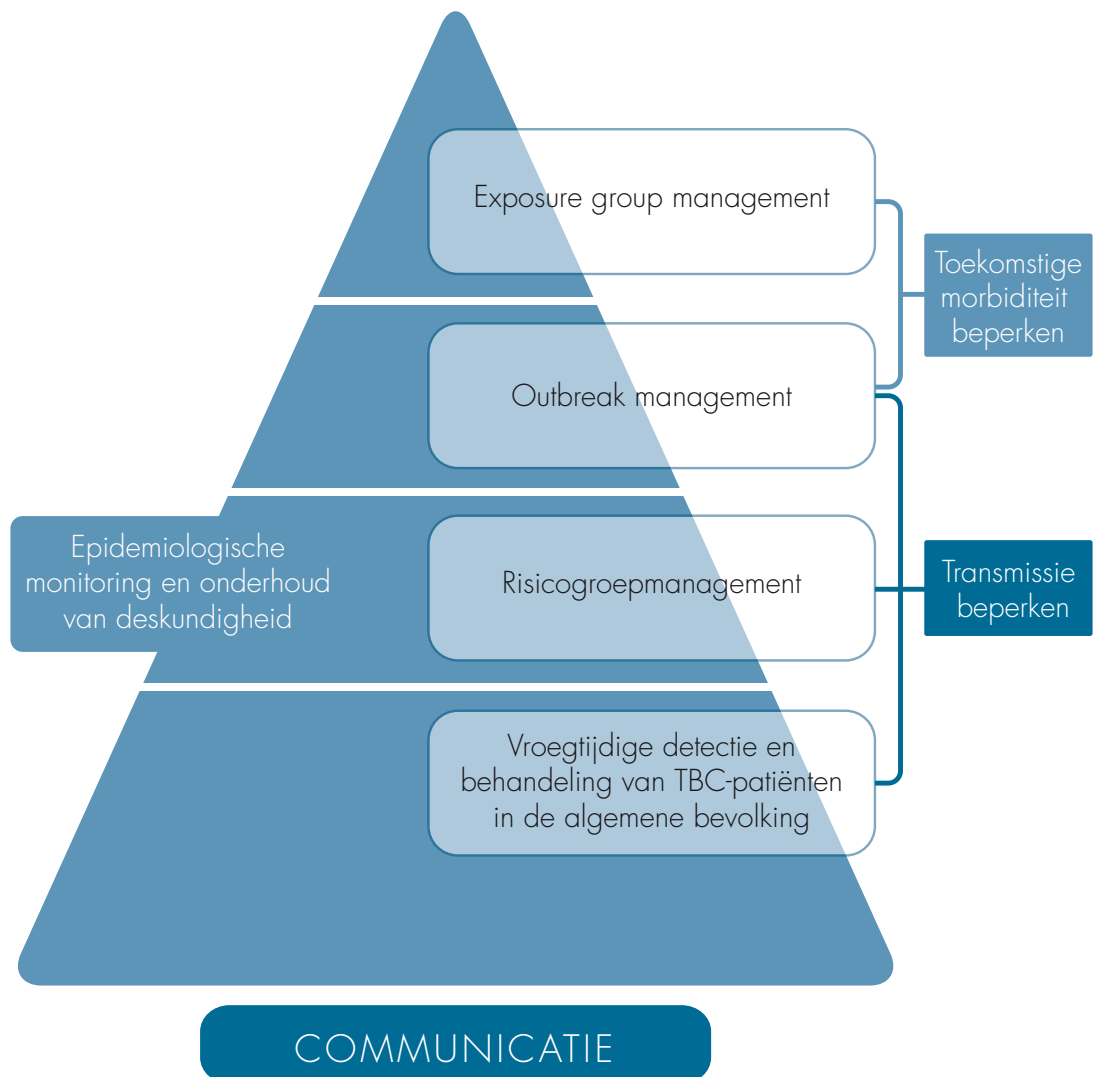 Exposure group management
Toekomstige
morbiditeit
beperken
Outbreak management
Epidemiologische
monitoring en onderhoud
van deskundigheid
Risicogroepmanagement
Transmissie
beperken
Vroegtijdige detectie en
behandeling van TBC-patiënten
in de algemene bevolking
COMMUNICATIE